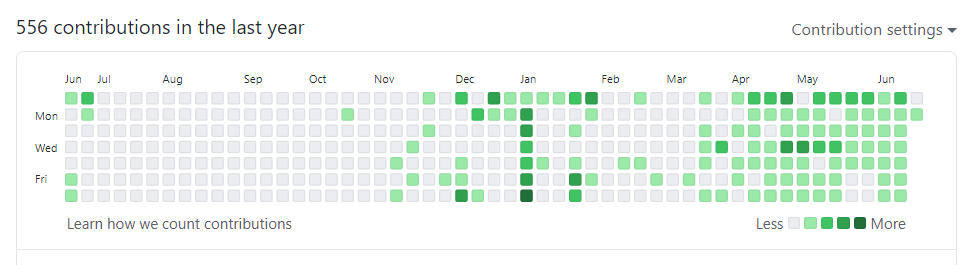 556 contributions in the last year
Contribution settings
Jun Jul Aug Sep Oct Nov Dec Jan Feb Mar Apr May Jun
Mon
Wed
Fri
Learn how we count contributions
Less More